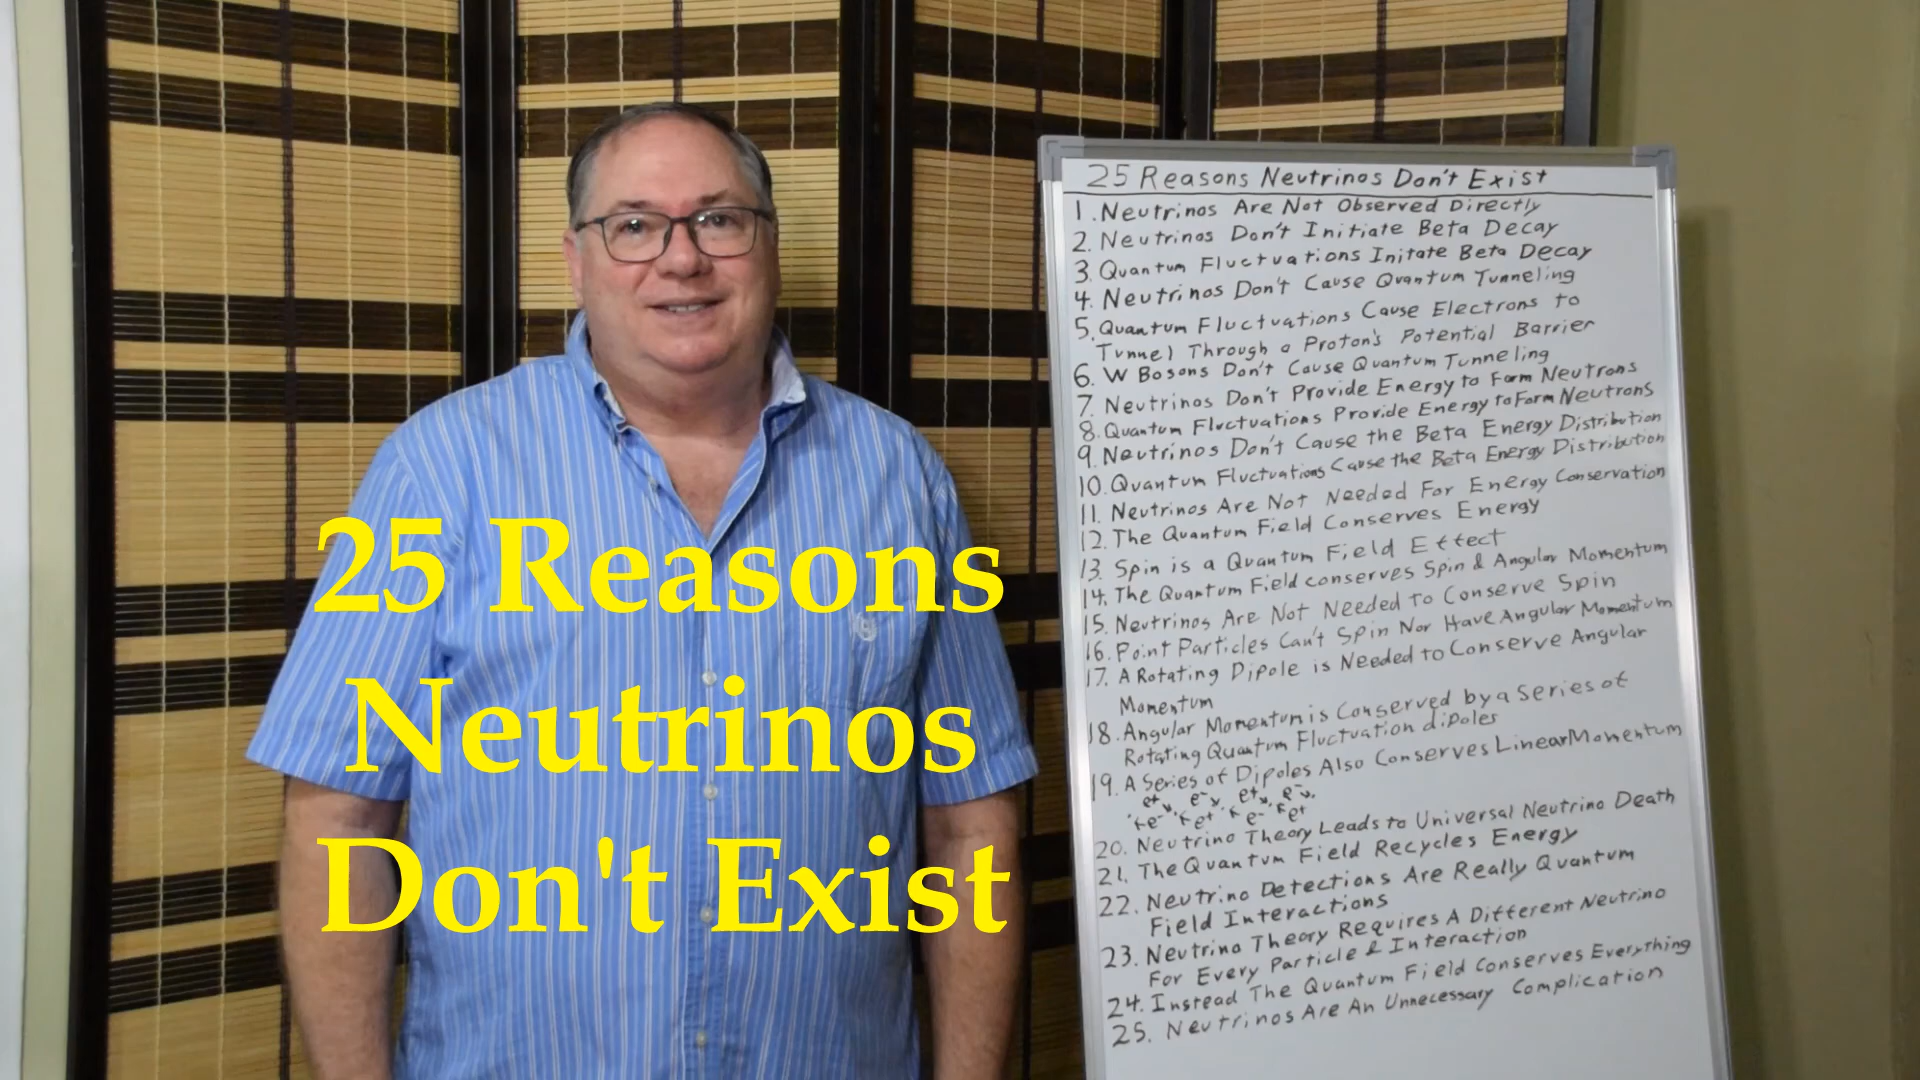 25 Reasons
Neutrinos
Don't Exist
25 Reasons Neutrinos Don't Exist
1. Neutrinos Are Not Observed Directly
2. Neutrinos Don't Initiate Beta Decay
3. Quantum Fluctuations Initate Beta Decay
4. Neutrinos Don't Cause Quantum Tunneling
5. Quantum Fluctuations Cause Electrons to
Tunnel Through a Proton's Potential Barrier
6. W Bosons Don't Cause Quantum Tunneling
7. Neutrinos Don't Provide Energy to Form Neutrons
8. Quantum Fluctuations Provide Energy to Form Neutrons
9. Neutrinos Don't Cause the Beta Energy Distribution
10. Quantum Fluctuations Cause the Beta Energy Distribution
11. Neutrinos Are Not Needed For Energy Conservation
12. The Quantum Field Conserves Energy
13. Spin is a Quantum Field Effect
14. The Quantum Field conserves Spin & Angular Momentum
15. Neutrinos Are Not Needed to Conserve Spin
16. Point Particles Can't Spin Nor Have Angular Momentum
17. A Rotating Dipole is Needed to Conserve Angular
Momentum
18. Angular Momentum is Conserved by a Series of
Rotating Quantum Fluctuation dipoles
19. A Series of Dipoles Also Conserves Linear Momentum
e+ e- e+ e-
e- e+ e- e+
20. Neutrino Theory Leads to Universal Neutrino Death
21. The Quantum Field Recycles Energy
22. Neutrino Detections Are Really Quantum
Field Interactions
23. Neutrino Theory Requires A Different Neutrino
For Every Particle & Interaction
24. Instead The Quantum Field Conserves Everything
25. Neutrinos Are An Unnecessary Complication